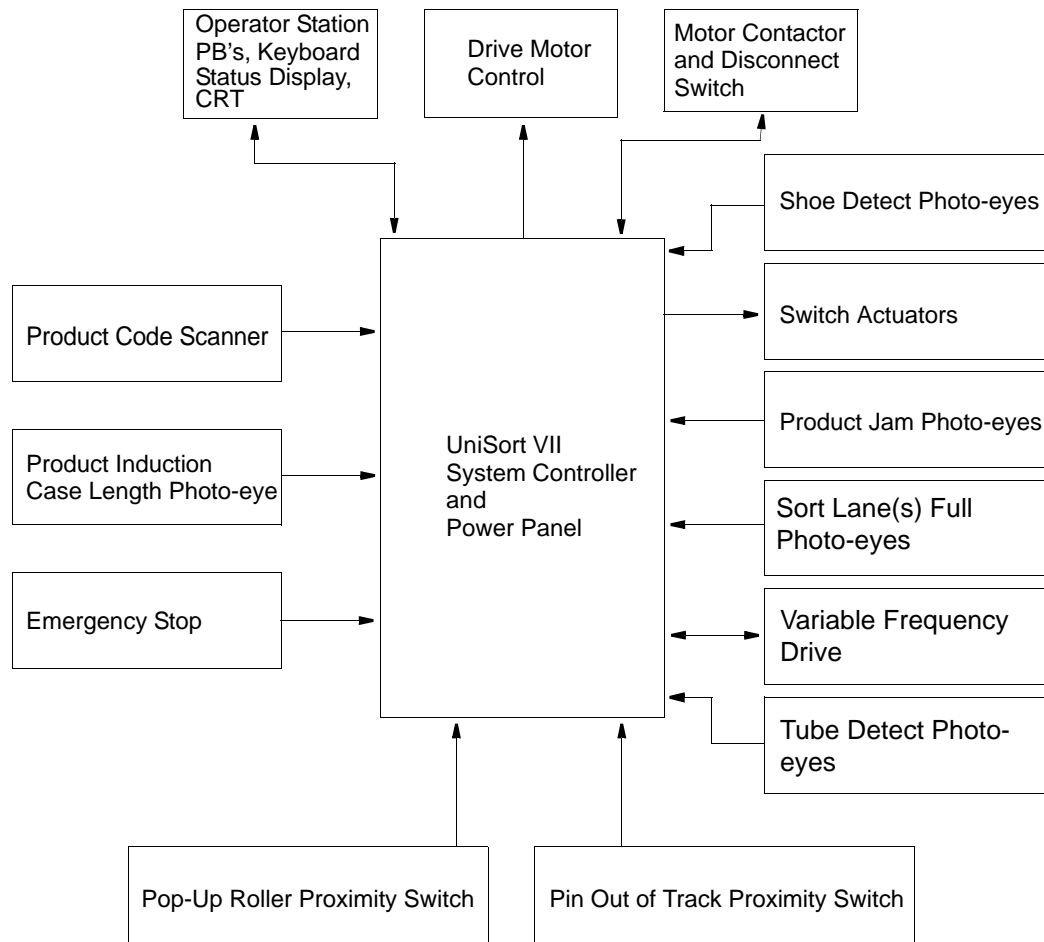 Operator Station
PB's, Keyboard
Status Display,
CRT
Drive Motor
Control
Motor Contactor
and Disconnect
Switch
Shoe Detect Photo-eyes
Product Code Scanner
Switch Actuators
Product Jam Photo-eyes
Product Induction
Case Length Photo-eye
UniSort VII
System Controller
and
Power Panel
Sort Lane(s) Full
Photo-eyes
Emergency Stop
Variable Frequency
Drive
Tube Detect Photo-
eyes
Pop-Up Roller Proximity Switch
Pin Out of Track Proximity Switch